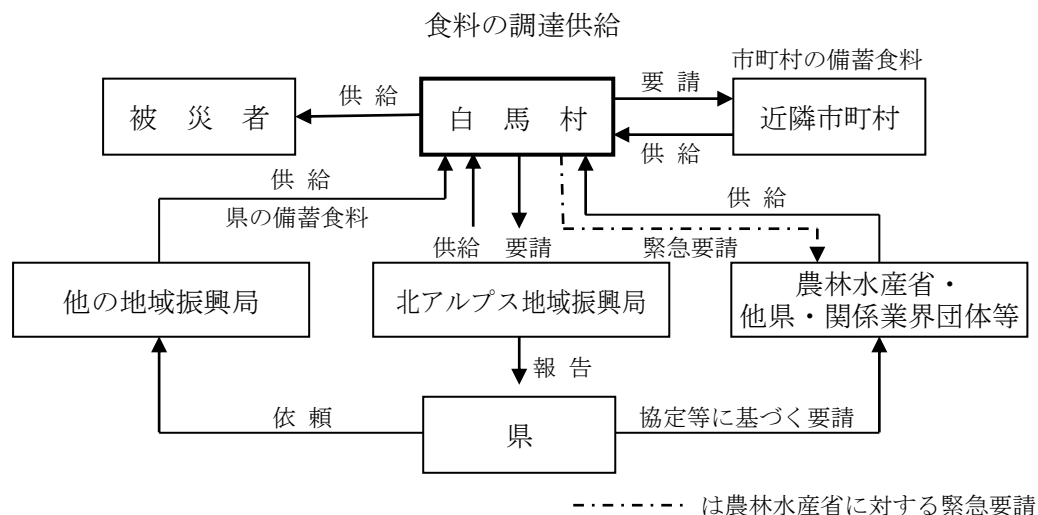 食料の調達供給
市町村の備蓄食料
被 災 者
供 給
白 馬 村
要 請
供 給
近隣市町村
供 給
県の備蓄食料
供給 要請
緊急要請
供 給
他の地域振興局
北アルプス地域振興局
農林水産省・
他県・関係業界団体等
報 告
依 頼
県
協定等に基づく要請
は農林水産省に対する緊急要請